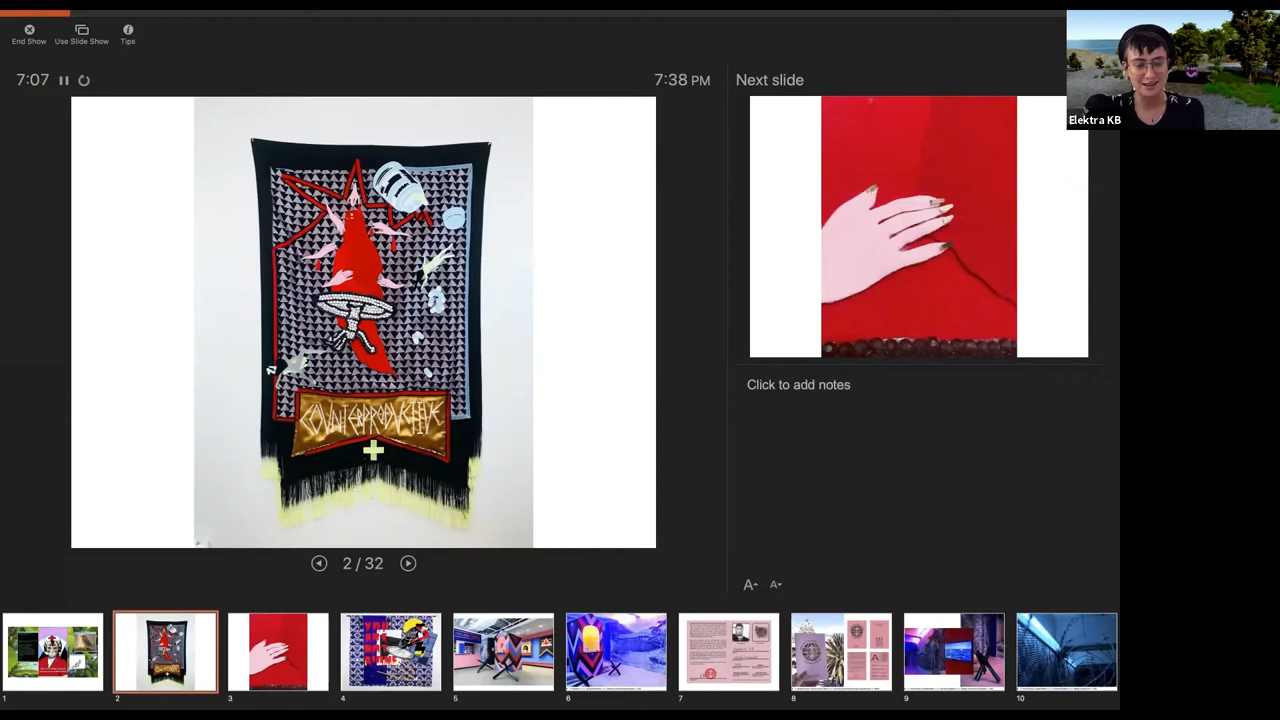 End Show
Use Slide Show
Tips
7:07
7:38 PM
Next slide
Elektra KB
COUNTERPRODUCTIVE
Click to add notes
2 / 32
A
A
1
2
3
4
5
6
7
8
9
10